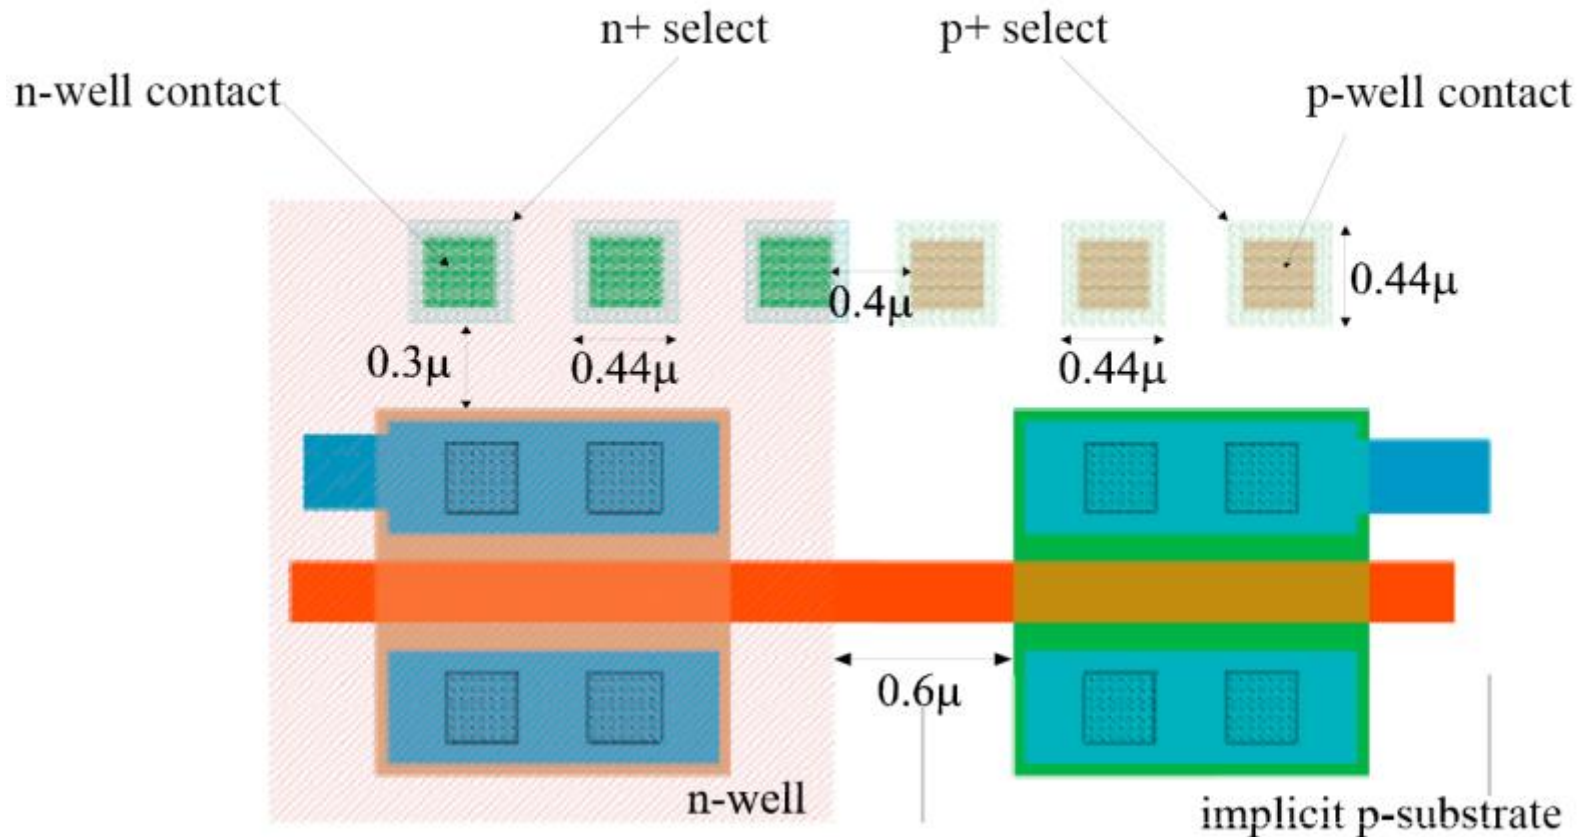 n+ select
p+ select
n-well contact
p-well contact
0.4μ
0.44μ
0.3μ
0.44μ
0.44μ
0.6μ
n-well
implicit p-substrate